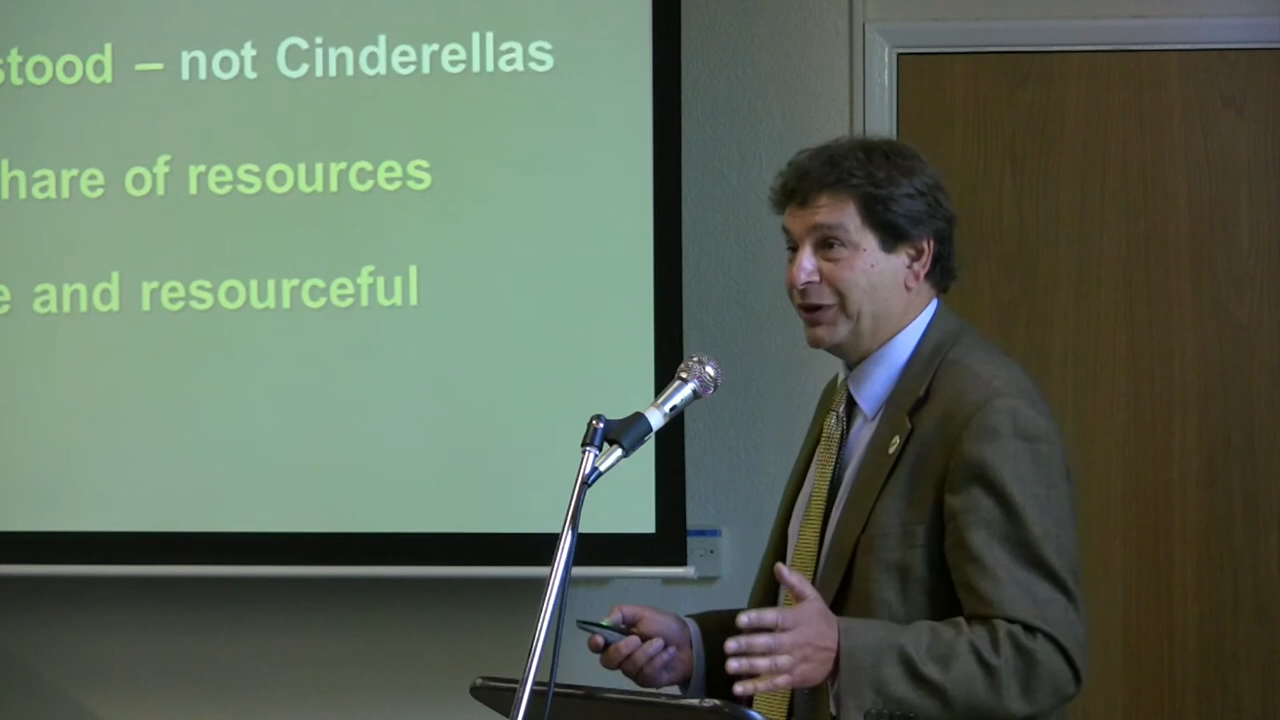 stood – not Cinderellas
hare of resources
e and resourceful